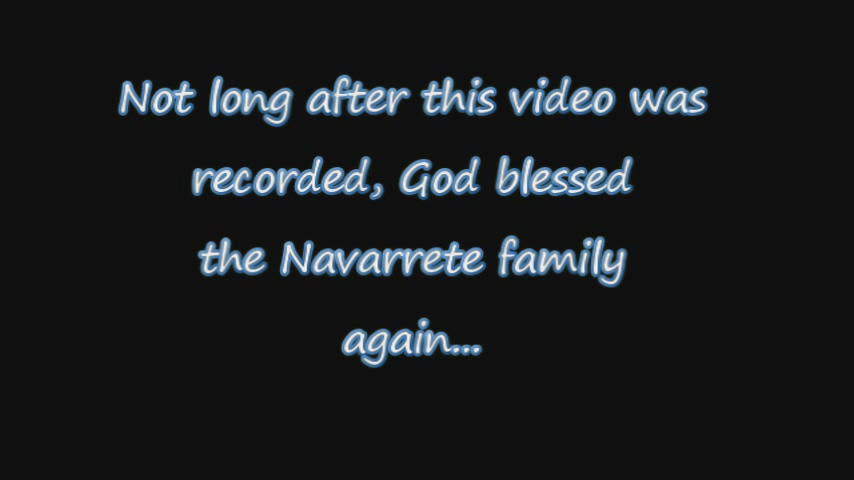 Not long after this video was
recorded, God blessed
the Navarrete family
again...